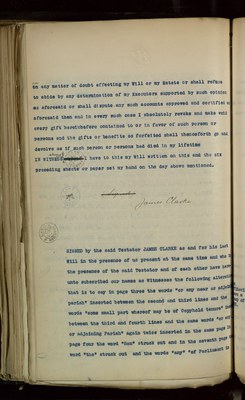 on any matter of doubt affecting my Will or my Estate or shall refuse
to abide by any determination of my Executors supported by such opinion
as aforesaid or shall dispute any such accounts approved and certified as
aforesaid then and in every such case I absolutely revoke and make void
every gift hereinbefore contained to or in favor of such person or
persons and the gifts or benefits so forfeited shall thenceforth go and
devolve as if such person or persons had died in my lifetime
IN WITNESS I have to this my Will written on this and the six
preceding sheets of paper set my hand on the day above mentioned.
James Clarke
SIGNED by the said Testator JAMES CLARKE as and for his last
Will in the presence of us present at the same time and who in
the presence of the said Testator and of each other have
unto subscribed our names as Witnesses the following
that is to say in page three the words "or any near or
parish" inserted between the second and third lines and the
words "some small part whereof may be of Copyhold tenure"
between the third and fourth lines and the same words "or
or adjoining Parish" again twice inserted in the same page in
page four the word "the" struck out and in the seventh page the
word "the" struck out and the words "any" "of Parliament